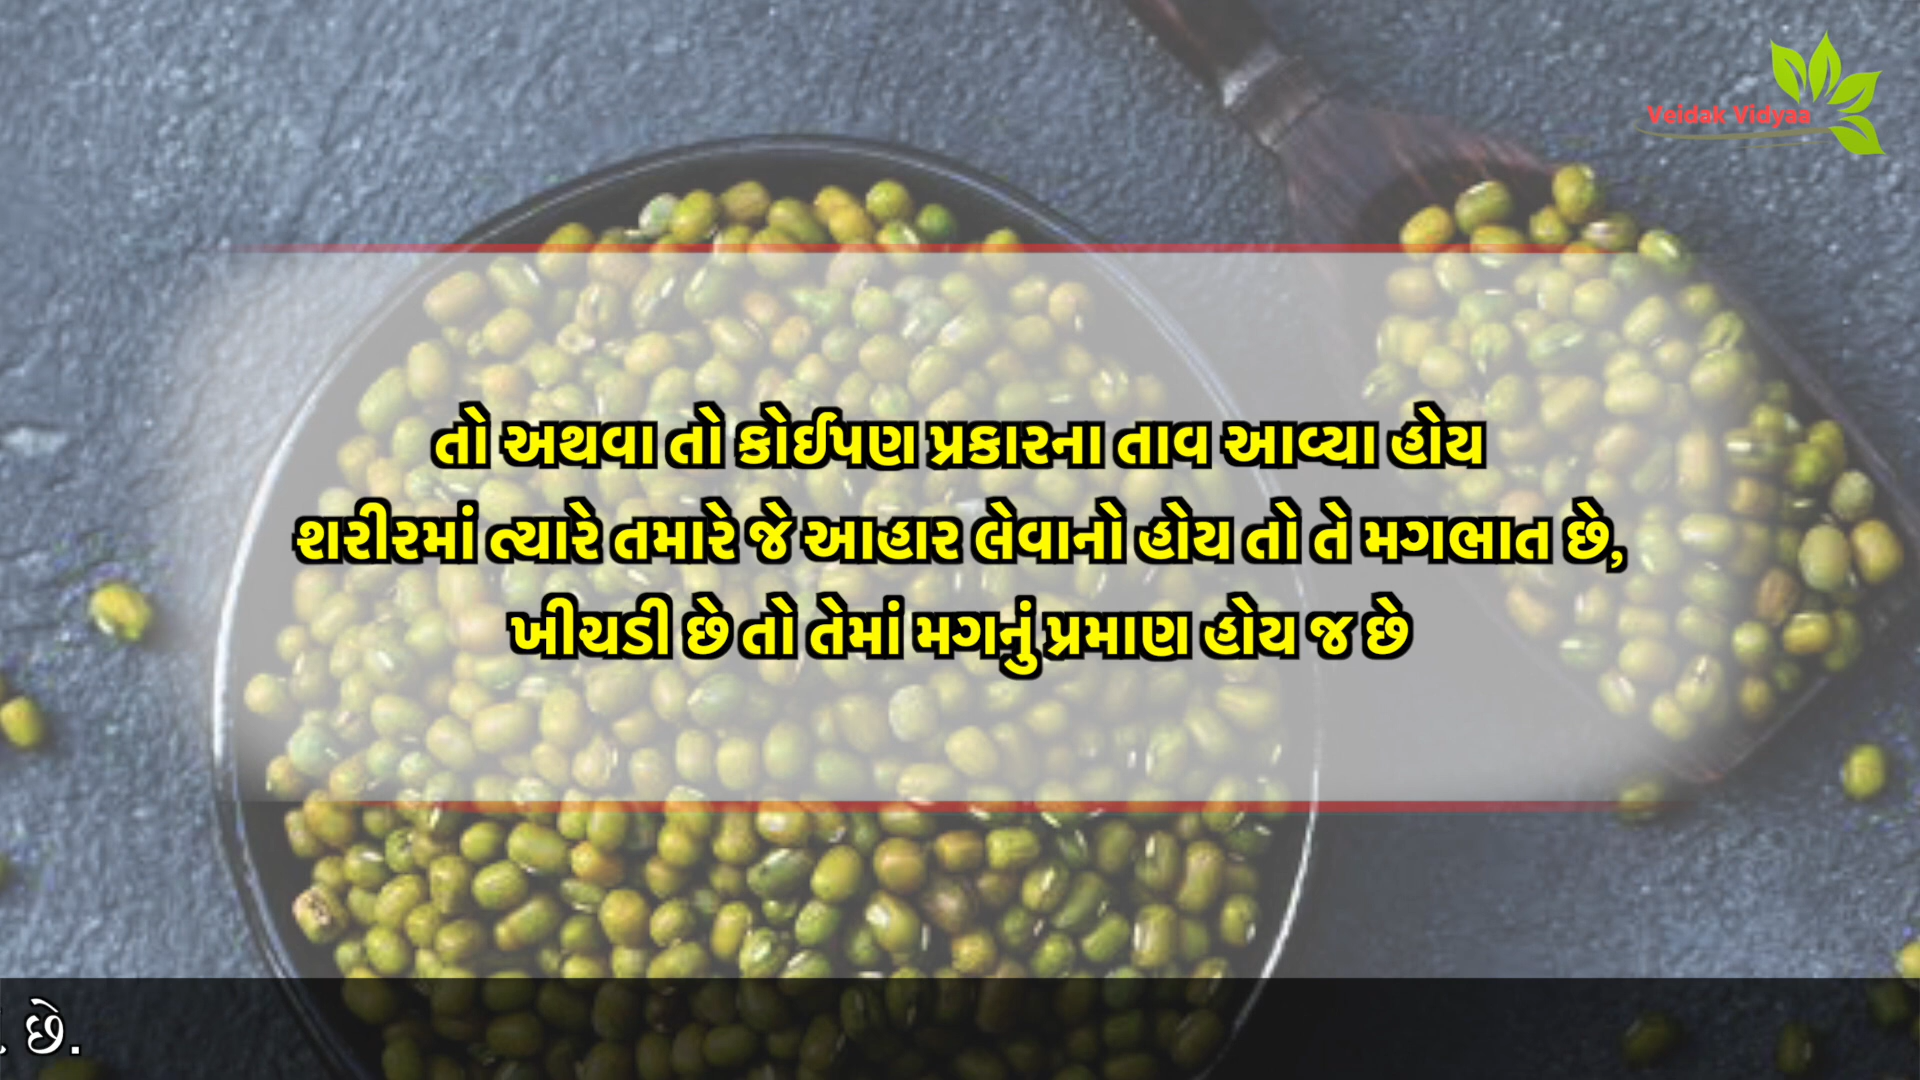 Veidak Vidyaa
તો અથવા તો કોઈપણ પ્રકારના તાવ આવ્યા હોય
શરીરમાં ત્યારે તમારે જે આહાર લેવાનો હોય તો તે મગભાત છે,
ખીચડી છે તો તેમાં મગનું પ્રમાણ હોય જ છે
છે.